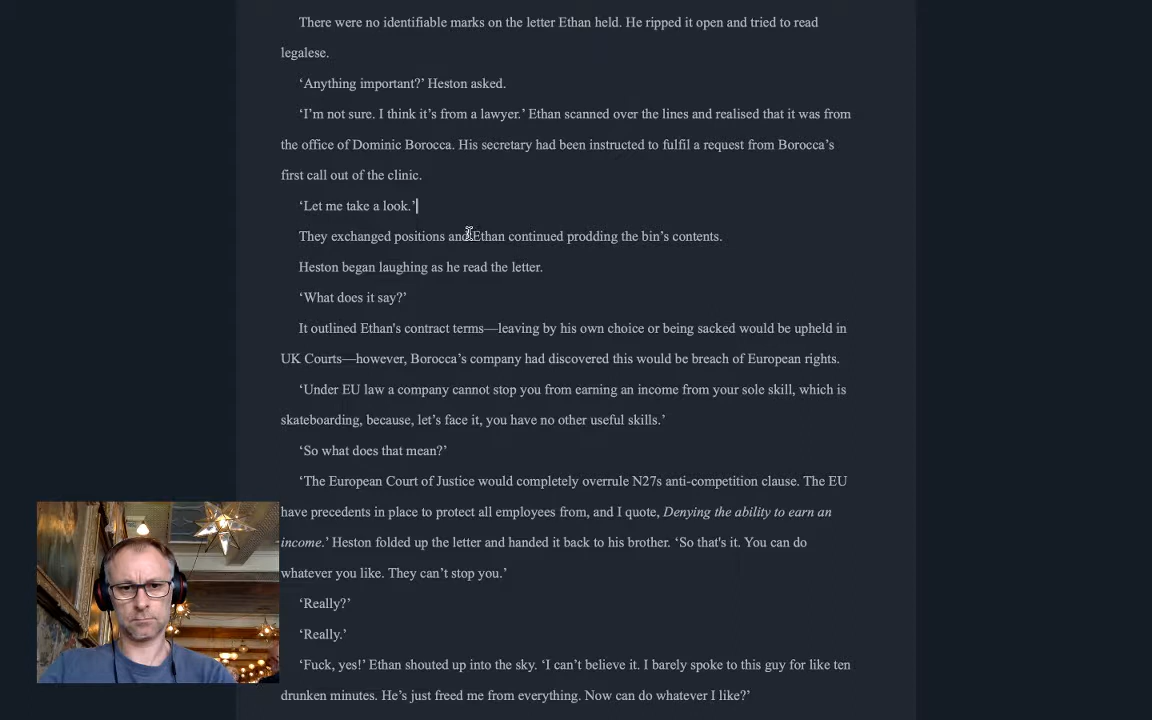 There were no identifiable marks on the letter Ethan held. He ripped it open and tried to read
legalese.
‘Anything important?’ Heston asked.
‘I’m not sure. I think it’s from a lawyer.’ Ethan scanned over the lines and realised that it was from
the office of Dominic Borocca. His secretary had been instructed to fulfil a request from Borocca’s
first call out of the clinic.
‘Let me take a look.’
They exchanged positions and Ethan continued prodding the bin’s contents.
Heston began laughing as he read the letter.
‘What does it say?’
It outlined Ethan's contract terms—leaving by his own choice or being sacked would be upheld in
UK Courts—however, Borocca’s company had discovered this would be breach of European rights.
‘Under EU law a company cannot stop you from earning an income from your sole skill, which is
skateboarding, because, let’s face it, you have no other useful skills.’
‘So what does that mean?’
‘The European Court of Justice would completely overrule N27s anti-competition clause. The EU
have precedents in place to protect all employees from, and I quote, Denying the ability to earn an
income.’ Heston folded up the letter and handed it back to his brother. ‘So that's it. You can do
whatever you like. They can’t stop you.’
‘Really?’
‘Really.’
‘Fuck, yes!’ Ethan shouted up into the sky. ‘I can’t believe it. I barely spoke to this guy for like ten
drunken minutes. He’s just freed me from everything. Now can do whatever I like?’